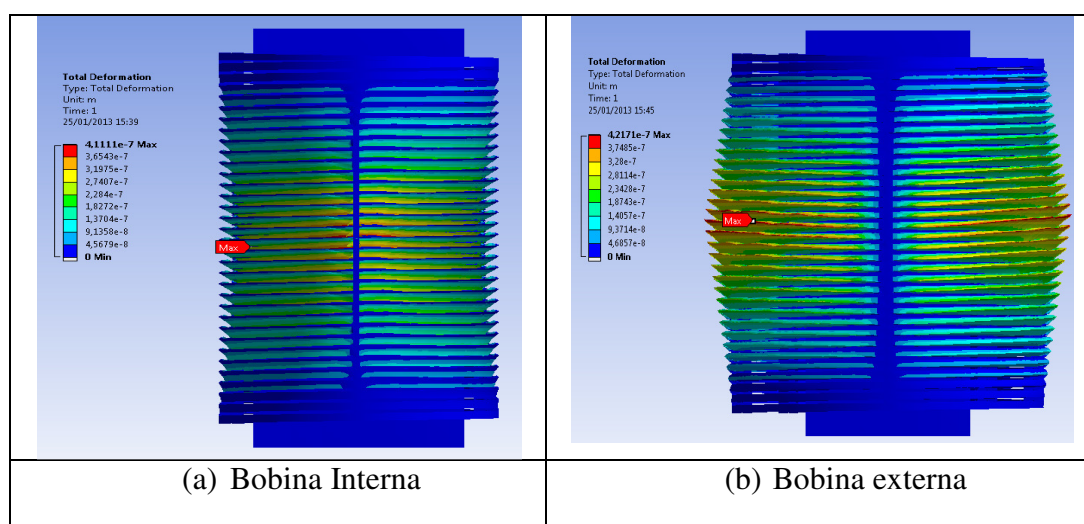 Total Deformation
Type: Total Deformation
Unit: m
Time: 1
25/01/2013 15:39
4,1111e-7 Max
3,6543e-7
3,1975e-7
2,7407e-7
2,284e-7
1,8272e-7
1,3704e-7
9,1358e-8
4,5679e-8
0 Min
Max
(a) Bobina Interna
Total Deformation
Type: Total Deformation
Unit: m
Time: 1
25/01/2013 15:45
4,2171e-7 Max
3,7485e-7
3,28e-7
2,8114e-7
2,3428e-7
1,8743e-7
1,4057e-7
9,3714e-8
4,6857e-8
0 Min
Max
(b) Bobina externa